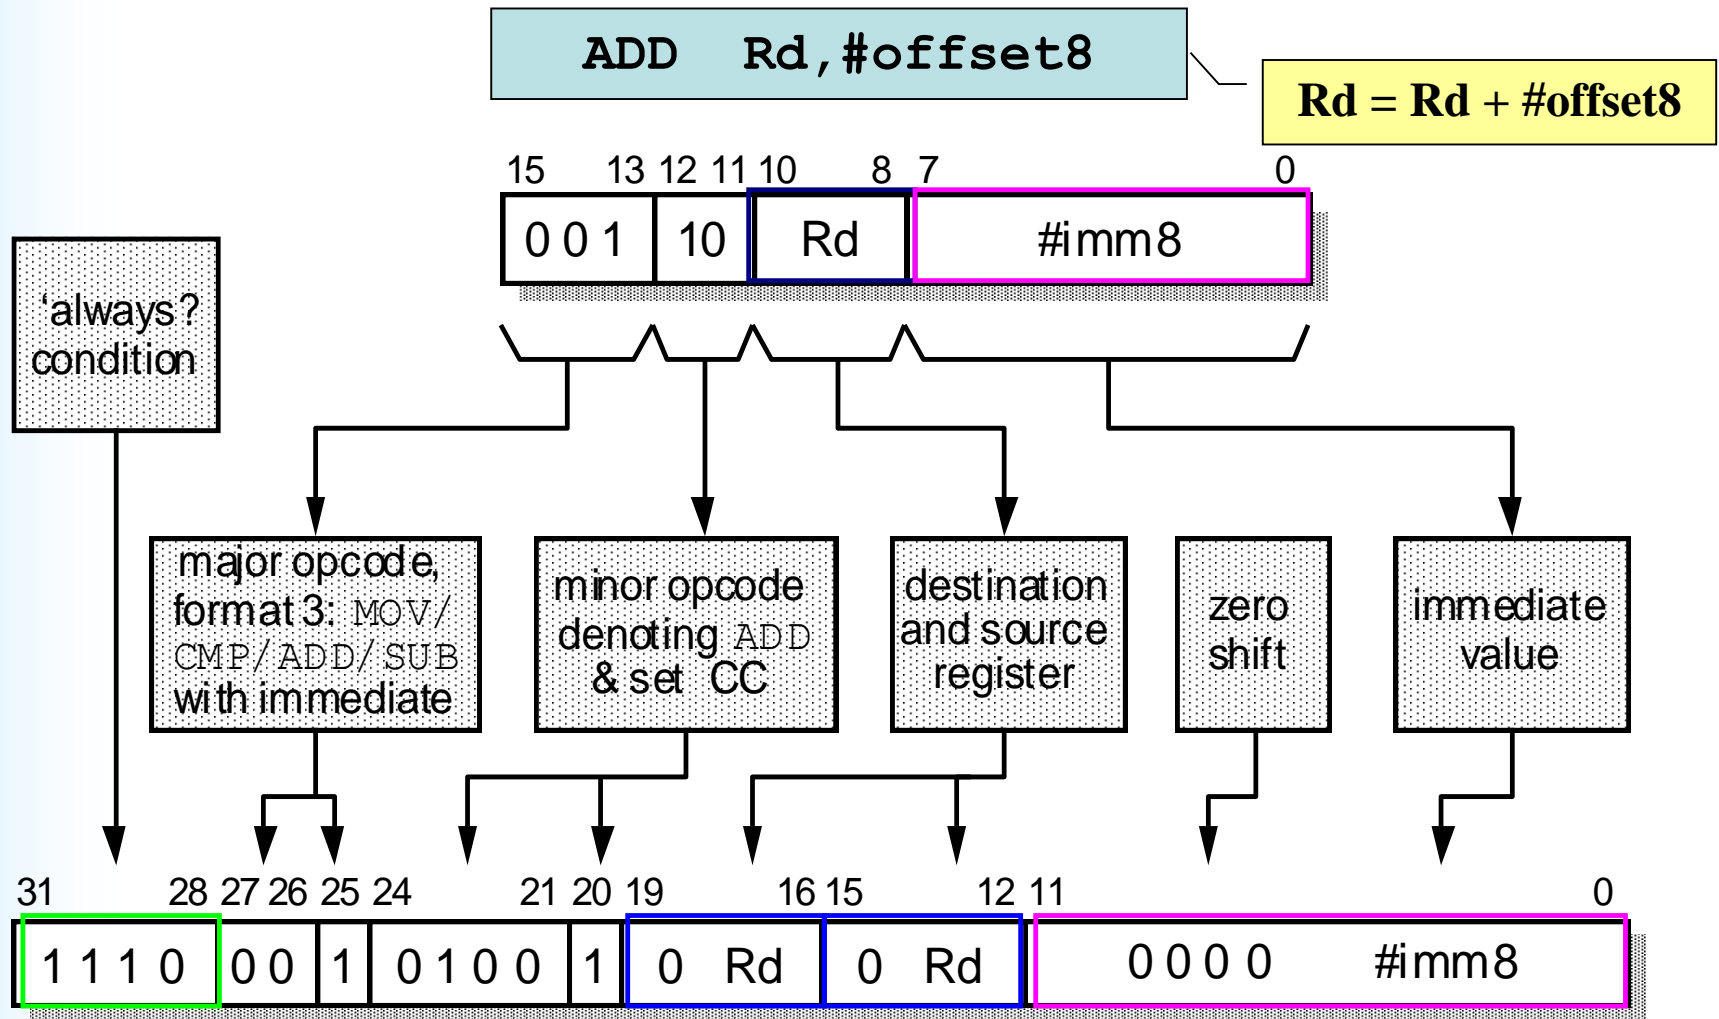 ADD Rd,#offset8
Rd = Rd + #offset8
15 13 12 11 10 8 7 0
0 0 1 10 Rd #imm8
‘always?
condition
major opcode,
format 3: MOV/
CMP/ADD/SUB
with immediate
minor opcode
denoting ADD
& set CC
destination
and source
register
zero
shift
immediate
value
31 28 27 26 25 24 21 20 19 16 15 12 11 0
1 1 1 0 0 0 1 0 1 0 0 1 0 Rd 0 Rd 0 0 0 0 #imm8